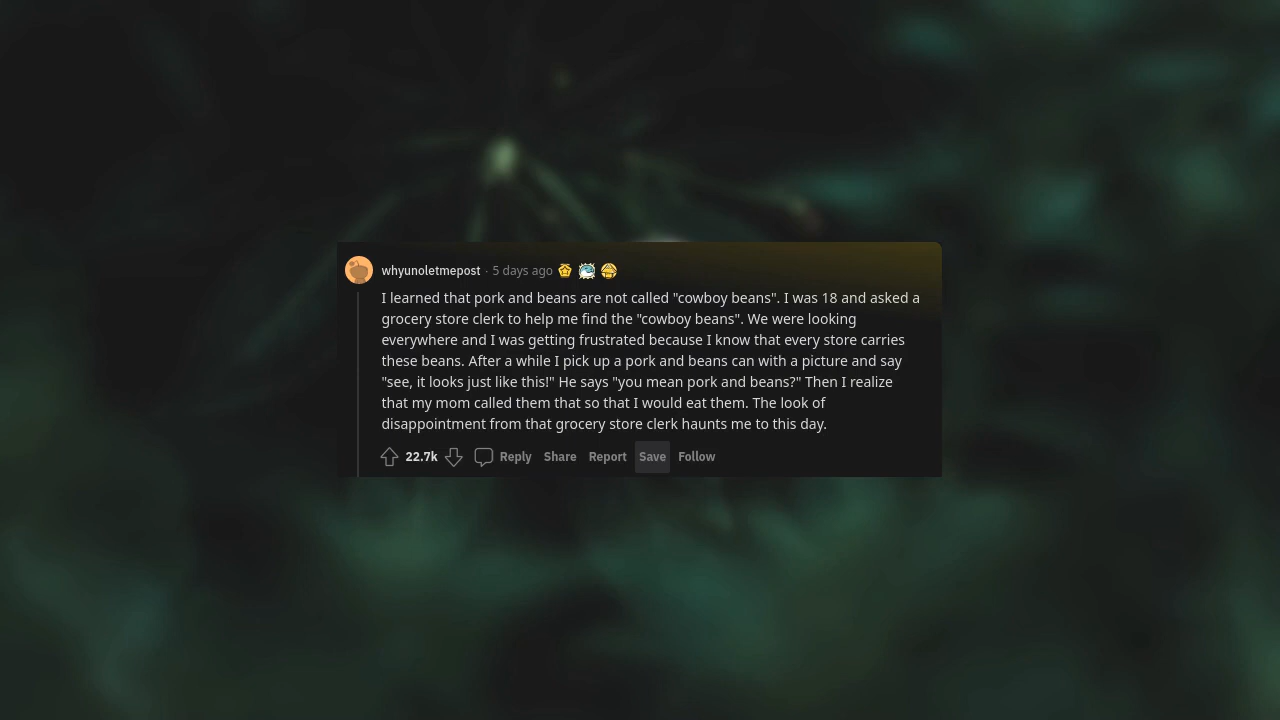 whyunoletmepost · 5 days ago
I learned that pork and beans are not called "cowboy beans". I was 18 and asked a
grocery store clerk to help me find the "cowboy beans". We were looking
everywhere and I was getting frustrated because I know that every store carries
these beans. After a while I pick up a pork and beans can with a picture and say
"see, it looks just like this!" He says "you mean pork and beans?" Then I realize
that my mom called them that so that I would eat them. The look of
disappointment from that grocery store clerk haunts me to this day.
22.7k Reply Share Report Save Follow